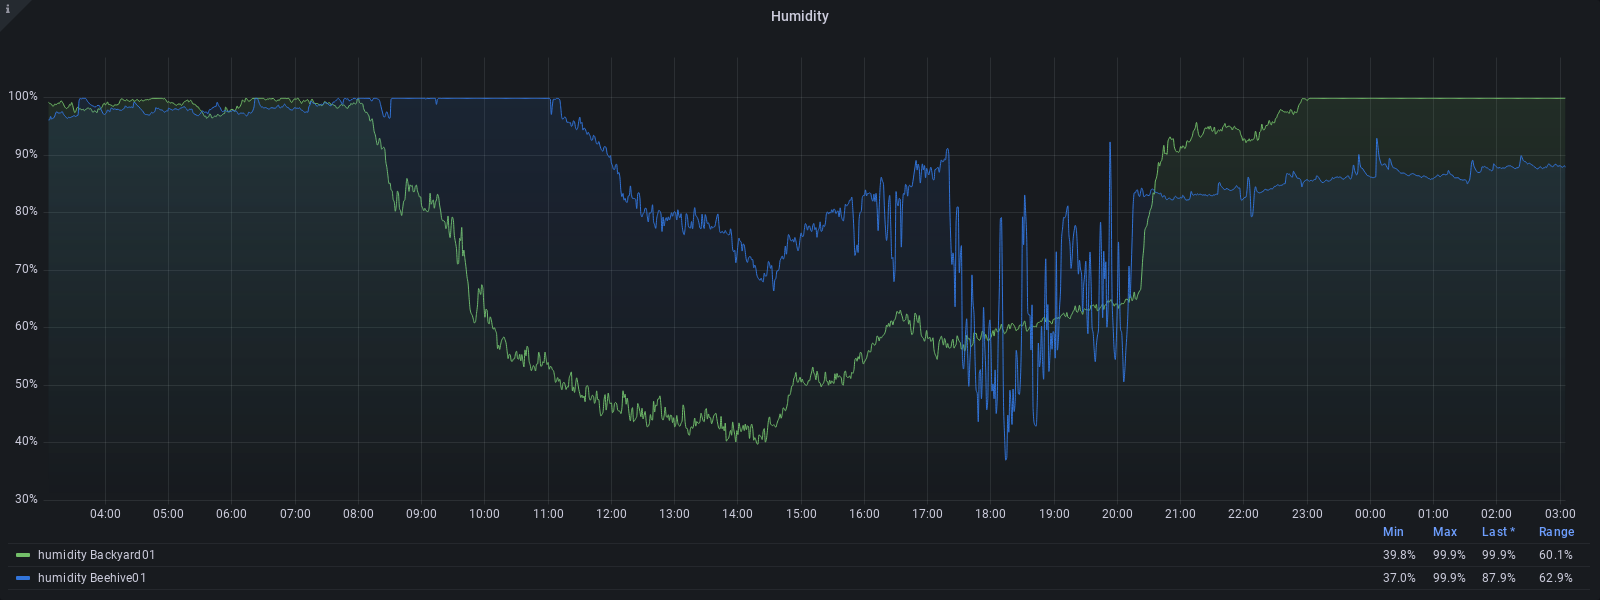 i
Humidity
100%
90%
80%
70%
60%
50%
40%
30%
04:00 05:00 06:00 07:00 08:00 09:00 10:00 11:00 12:00 13:00 14:00 15:00 16:00 17:00 18:00 19:00 20:00 21:00 22:00 23:00 00:00 01:00 02:00 03:00
Min Max Last * Range
humidity Backyard01 39.8% 99.9% 99.9% 60.1%
humidity Beehive01 37.0% 99.9% 87.9% 62.9%